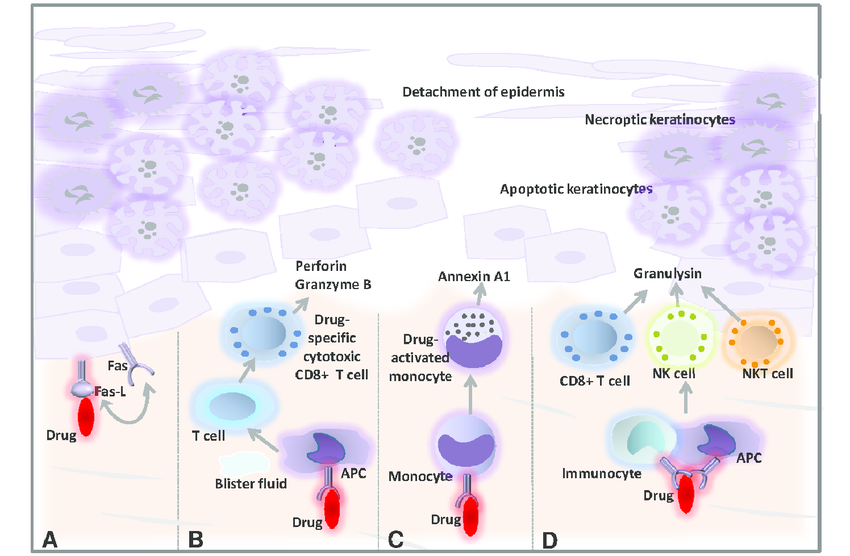 Detachment of epidermis
Necroptic keratinocytes
Apoptotic keratinocytes
Fas
Fas-L
Drug
A
Perforin
Granzyme B
Drug-
specific
cytotoxic
CD8+ T cell
T cell
Blister fluid
APC
Drug
B
Annexin A1
Drug-
activated
monocyte
Monocyte
Drug
C
Granulysin
CD8+ T cell
NK cell
NKT cell
Immunocyte
APC
Drug
D